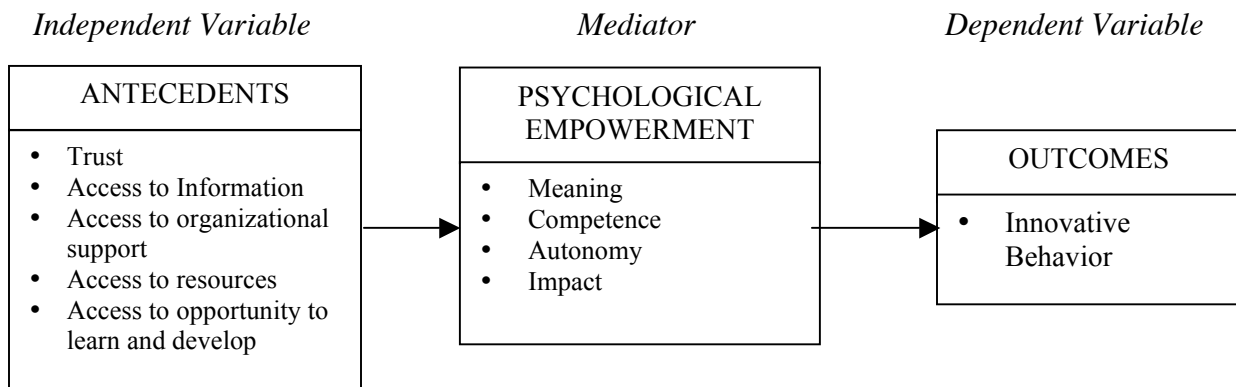 Independent Variable
Mediator
Dependent Variable
ANTECEDENTS
• Trust
• Access to Information
• Access to organizational
support
• Access to resources
• Access to opportunity to
learn and develop
PSYCHOLOGICAL
EMPOWERMENT
• Meaning
• Competence
• Autonomy
• Impact
OUTCOMES
• Innovative
Behavior